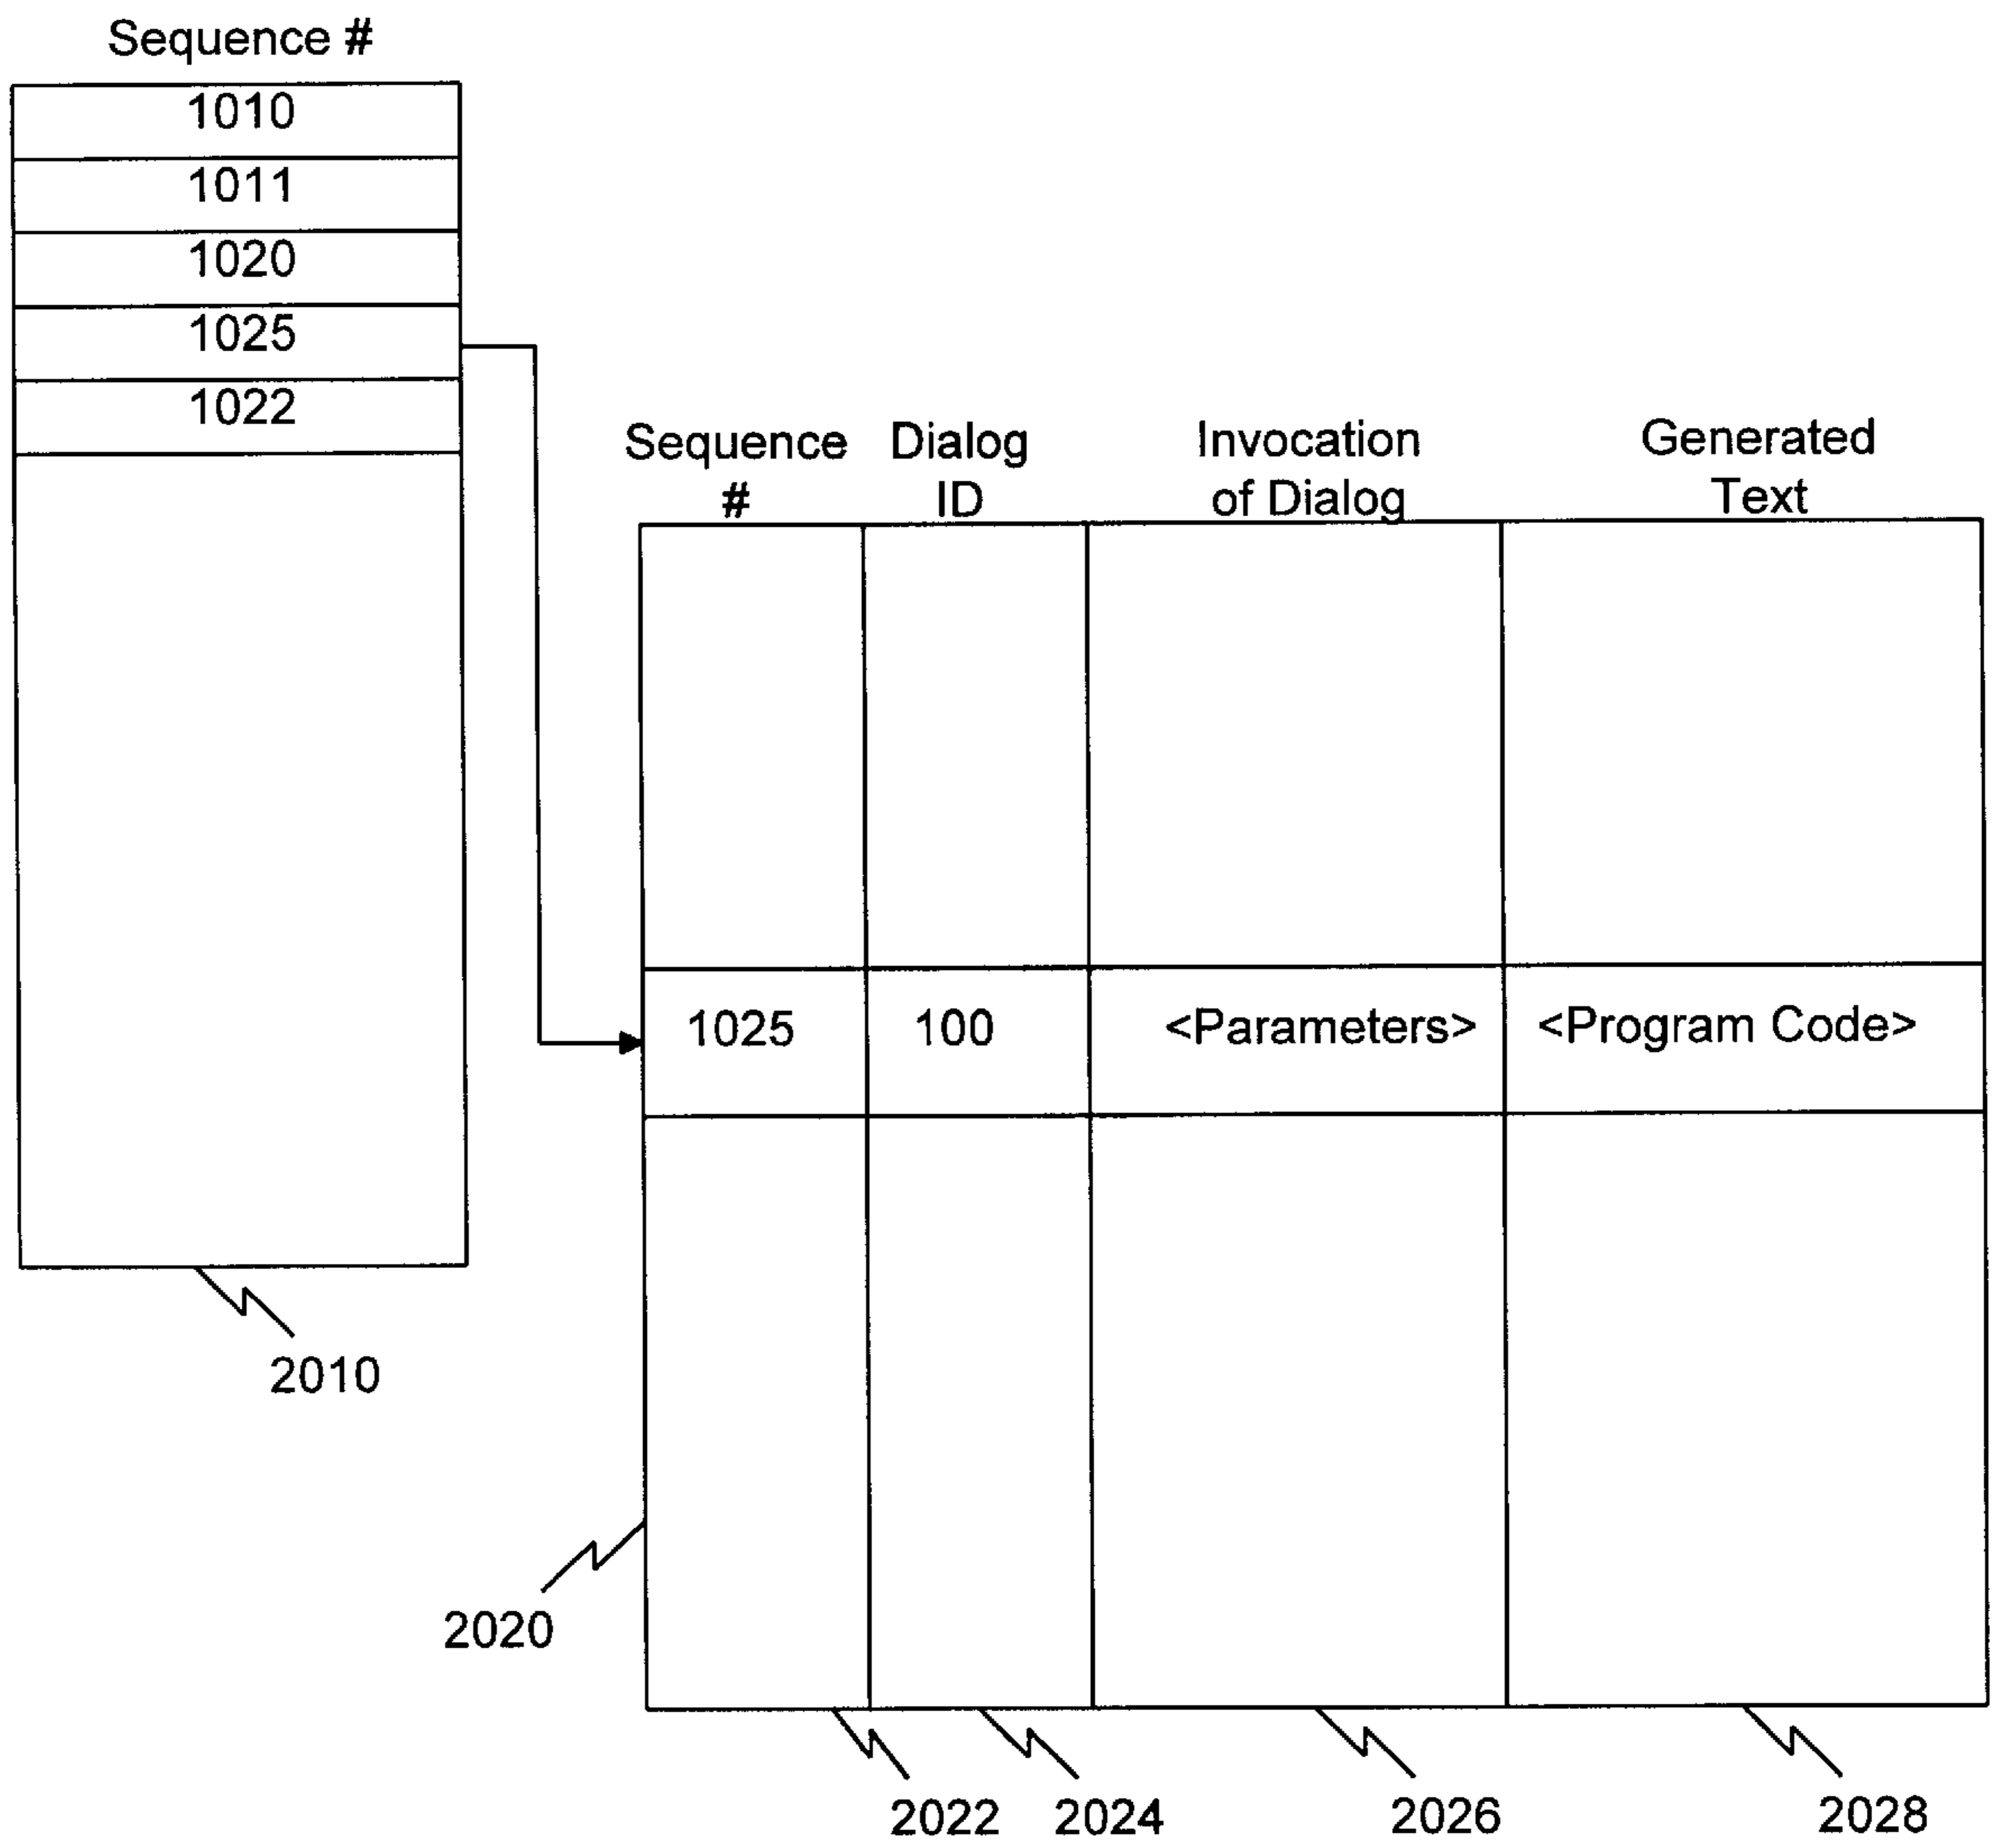 Sequence #
1010
1011
1020
1025
1022
Sequence
#
Dialog
ID
Invocation
of Dialog
Generated
Text
1025
100
<Parameters>
<Program Code>
2010
2020
2022
2024
2026
2028